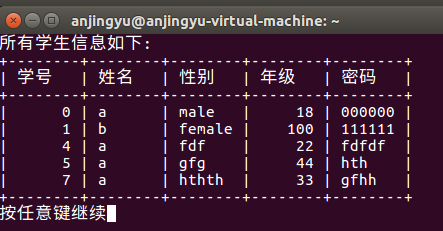 anjingyu@anjingyu-virtual-machine: ~
所有学生信息如下:
+--------+--------+--------+--------+--------+
| 学号 | 姓名 | 性别 | 年级 | 密码 |
+--------+--------+--------+--------+--------+
| 0 | a | male | 18 | 000000 |
| 1 | b | female | 100 | 111111 |
| 4 | a | fdf | 22 | fdfdf |
| 5 | a | gfg | 44 | hth |
| 7 | a | hthth | 33 | gfhh |
+--------+--------+--------+--------+--------+
按任意键继续